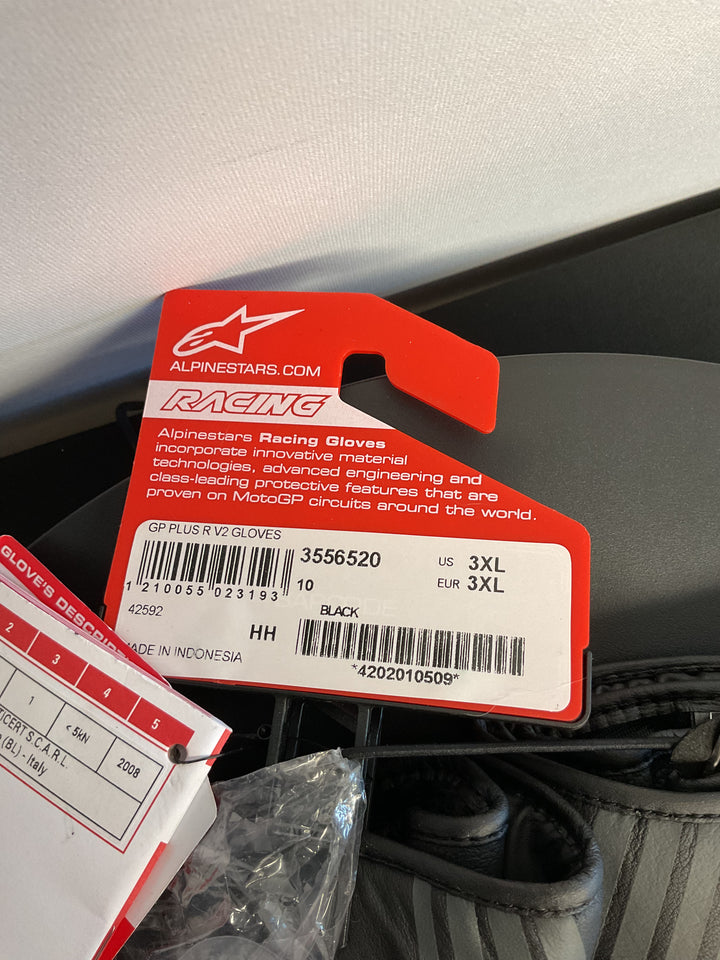 ALPINESTARS.COM
RACING
Alpinestars Racing Gloves
incorporate innovative material
technologies, advanced engineering and
class-leading protective features that are
proven on MotoGP circuits around the world.
GP PLUS R V2 GLOVES
3556520
US 3XL
EUR 3XL
1 210055 023193
10
42592
BLACK
HH
MADE IN INDONESIA
*4202010509*
GLOVE'S DESCRIPT
2 3 4 5
1 <5kN 2008
TICERT S.C.A.R.L.
(BL) - Italy